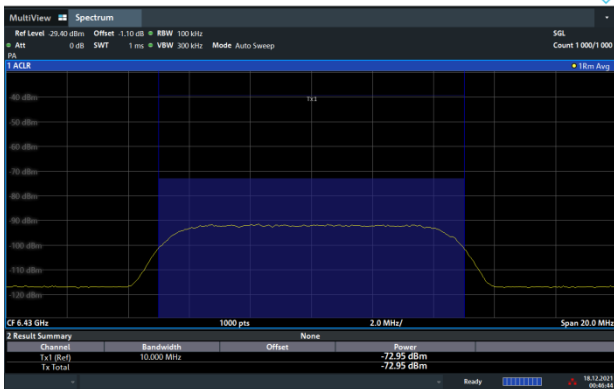 MultiView Spectrum
Ref Level -29.40 dBm Offset -1.10 dB RBW 100 kHz SGL
Att 0 dB SWT 1 ms VBW 300 kHz Mode Auto Sweep Count 1 000/1 000
PA
1 ACLR 1Rm Avg
-40 dBm
Tx1
-50 dBm
-60 dBm
-70 dBm
-80 dBm
-90 dBm
-100 dBm
-110 dBm
-120 dBm
CF 6.43 GHz 1000 pts 2.0 MHz/ Span 20.0 MHz
2 Result Summary None
Channel Bandwidth Offset Power
Tx1 (Ref) 10.000 MHz -72.95 dBm
Tx Total -72.95 dBm
Ready 18.12.2021
00:46:44